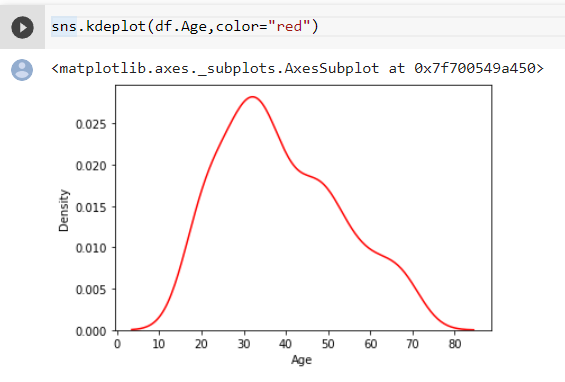 sns.kdeplot(df.Age,color="red")
<matplotlib.axes._subplots.AxesSubplot at 0x7f700549a450>
0.025
0.020
0.015
0.010
0.005
0.000
Density
0 10 20 30 40 50 60 70 80
Age